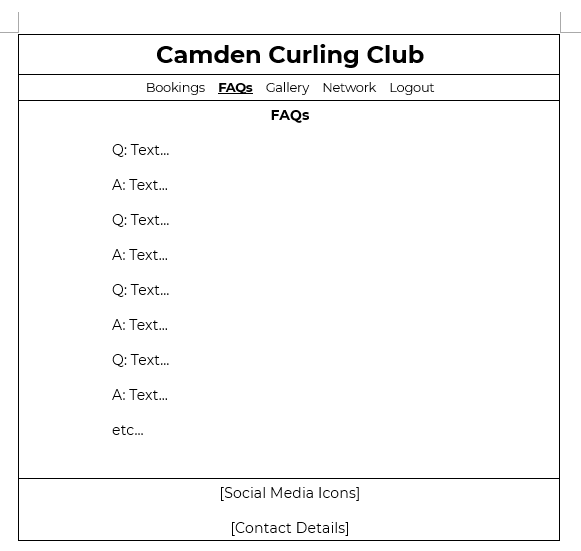 Camden Curling Club
Bookings FAQs Gallery Network Logout
FAQs
Q: Text...
A: Text...
Q: Text...
A: Text...
Q: Text...
A: Text...
Q: Text...
A: Text...
etc...
[Social Media Icons]
[Contact Details]